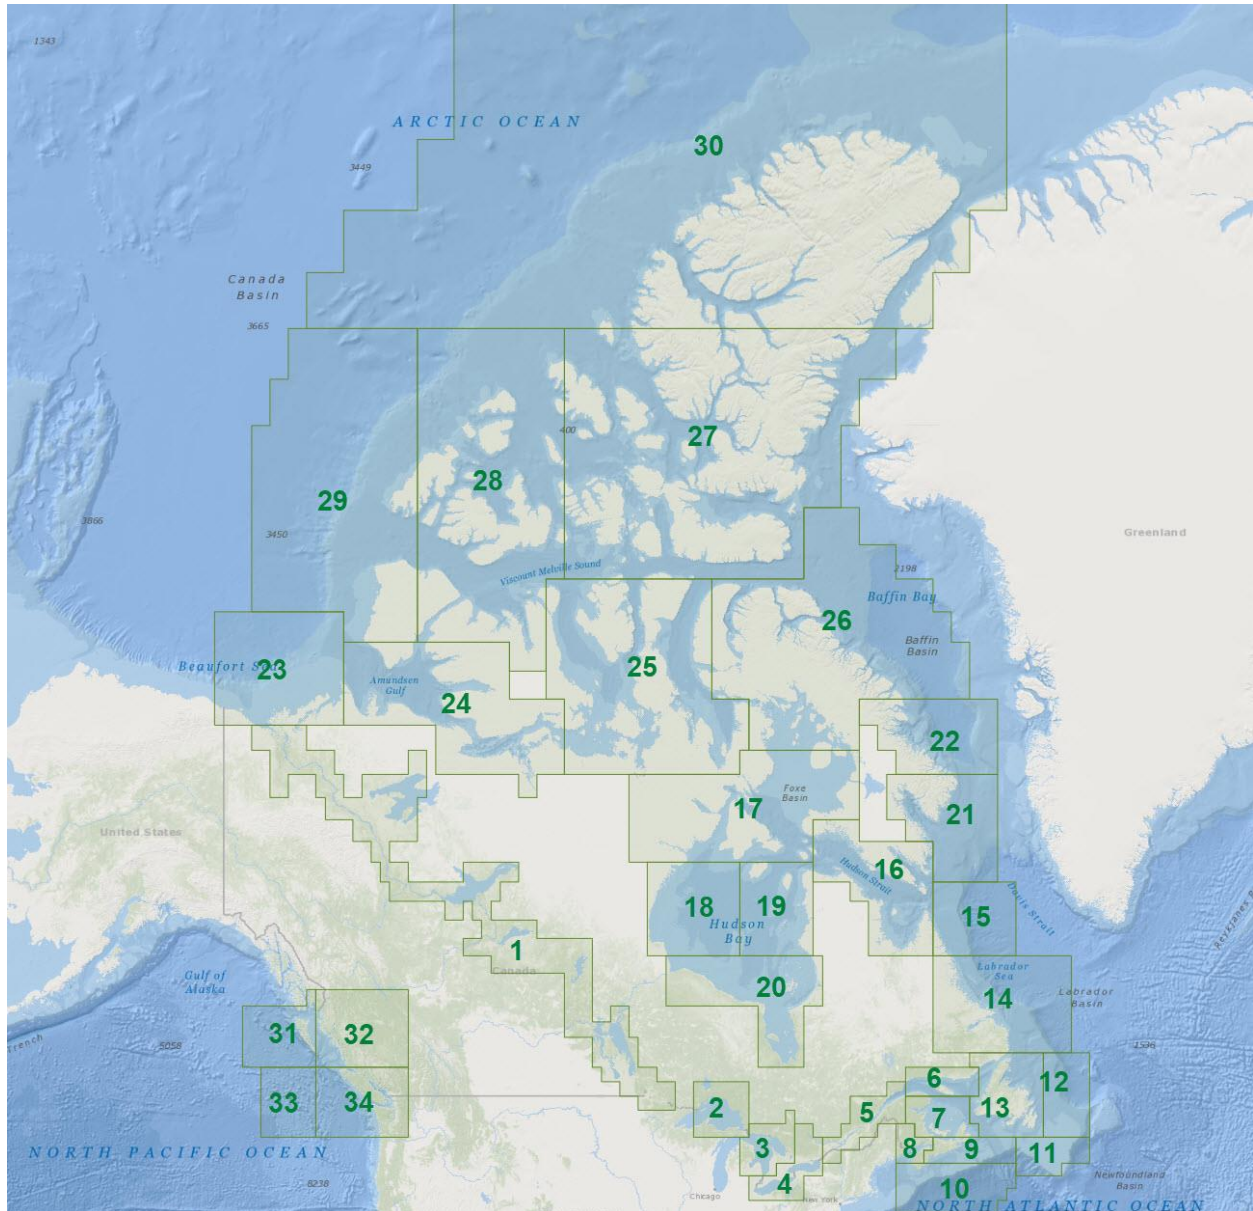 1343
ARCTIC OCEAN
30
3449
Canada
Basin
3665
400
27
28
29
3866
3450
Greenland
Viscount Melville Sound
2198
Baffin Bay
26
Baffin
Basin
Beaufort Sea
23
25
Amundsen
Gulf
24
22
Foxe
Basin
17
21
United States
16
Hudson Strait
18
19
15
Davis Strait
Reykjanes
Hudson
Bay
1
Canada
Gulf of
Alaska
Labrador
Sea
20
14
Labrador
Basin
31
32
Trench
5058
1596
33
34
2
6
12
13
5
7
3
8
9
11
NORTH PACIFIC OCEAN
8238
4
Chicago
New York
10
Newfoundland
Basin
NORTH ATLANTIC OCEAN